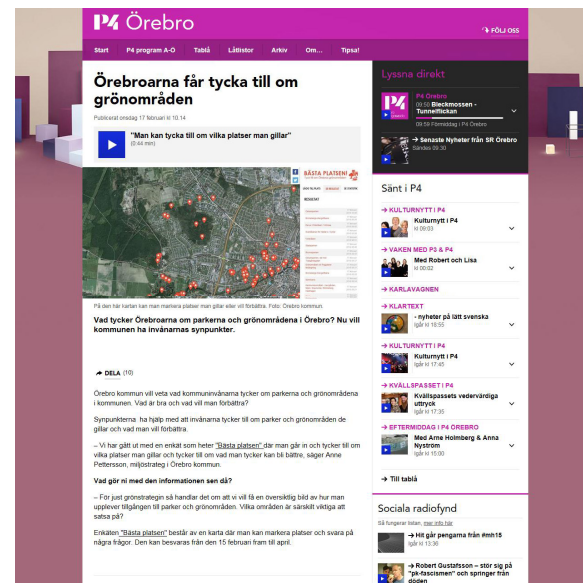 P4 Örebro
FÖLJ OSS
Start P4 program A-Ö Tablå Låtlistor Arkiv Om... Tipsa!
Örebroarna får tycka till om
grönområden
Publicerat onsdag 17 februari kl 10.14
"Man kan tycka till om vilka platser man gillar"
(0:44 min)
BÄSTA PLATSEN!
RESULTAT
På den här kartan kan man markera platser man gillar eller vill förbättra. Foto: Örebro kommun.
Vad tycker Örebroarna om parkerna och grönområdena i Örebro? Nu vill
kommunen ha invånarnas synpunkter.
DELA (10)
Örebro kommun vill veta vad kommuninvånarna tycker om parkerna och grönområdena
i kommunen. Vad är bra och vad vill man förbättra?
Synpunkterna ha hjälp med att invånarna tycker till om parker och grönområden de
gillar och vad man vill förbättra.
– Vi har gått ut med en enkät som heter "Bästa platsen" där man går in och tycker till om
vilka platser man gillar och tycker till om vad man tycker kan bli bättre, säger Anne
Pettersson, miljöstrateg i Örebro kommun.
Vad gör ni med den informationen sen då?
– För just grönstrategin så handlar det om att vi vill få en översiktlig bild av hur man
upplever tillgången till parker och grönområden. Vilka områden är särskilt viktiga att
satsa på?
Enkäten "Bästa platsen" består av en karta där man kan markera platser och svara på
några frågor. Den kan besvaras från den 15 februari fram till april.
Lyssna direkt
P4
P4 Örebro
09:50 Bleckmossen -
Tunnelflickan
09:59 Förmiddag i P4 Örebro
Senaste Nyheter från SR Örebro
Sändes 09:30
Sänt i P4
KULTURNYTT I P4
Kulturnytt i P4
kl 09:03
VAKEN MED P3 & P4
Med Robert och Lisa
kl 00:02
KARLAVAGNEN
KLARTEXT
- nyheter på lätt svenska
Igår kl 18:55
KULTURNYTT I P4
Kulturnytt i P4
Igår kl 17:45
KVÄLLSPASSET I P4
Kvällspassets vedervärdiga
uttryck
Igår kl 17:35
EFTERMIDDAG I P4 ÖREBRO
Med Arne Holmberg & Anna
Nyström
Igår kl 15:00
Till tablå
Sociala radiofynd
Så fungerar listan, mer info här
Hit går pengarna från #mh15
Igår kl 13:36
Robert Gustafsson – stör sig på
"pk-fascismen" och springer från
döden